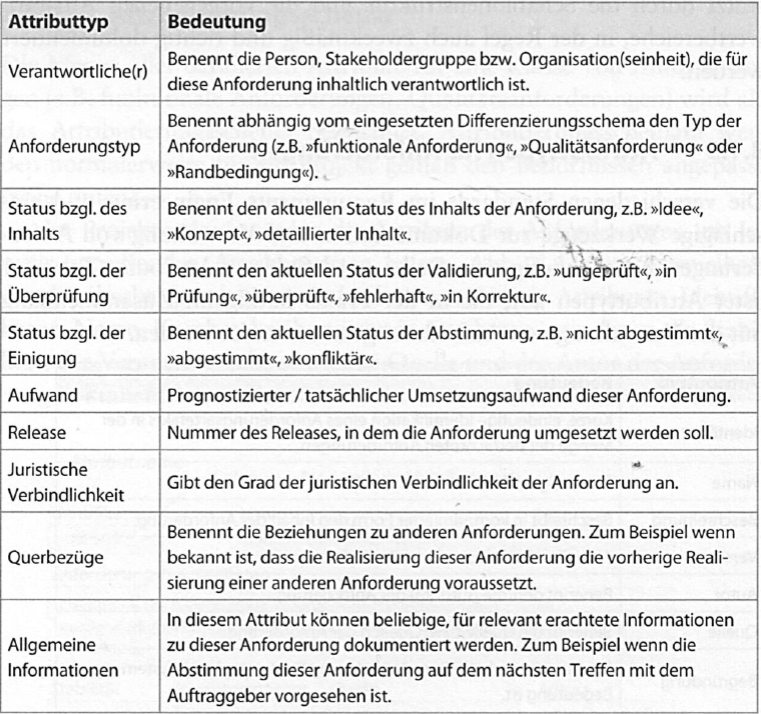 Attributtyp Bedeutung
Verantwortliche(r) Benennt die Person, Stakeholdergruppe bzw. Organisation(seinheit), die für
diese Anforderung inhaltlich verantwortlich ist.
Anforderungstyp Benennt abhängig vom eingesetzten Differenzierungsschema den Typ der
Anforderung (z.B. »funktionale Anforderung«, »Qualitätsanforderung« oder
»Randbedingung«).
Status bzgl. des Benennt den aktuellen Status des Inhalts der Anforderung, z.B. »Idee«,
Inhalts »Konzept«, »detaillierter Inhalt«.
Status bzgl. der Benennt den aktuellen Status der Validierung, z.B. »ungeprüft«, »in
Überprüfung Prüfung«, »überprüft«, »fehlerhaft«, »in Korrektur«.
Status bzgl. der Benennt den aktuellen Status der Abstimmung, z.B. »nicht abgestimmt«,
Einigung »abgestimmt«, »konfliktär«.
Aufwand Prognostizierter / tatsächlicher Umsetzungsaufwand dieser Anforderung.
Release Nummer des Releases, in dem die Anforderung umgesetzt werden soll.
Juristische
Verbindlichkeit Gibt den Grad der juristischen Verbindlichkeit der Anforderung an.
Querbezüge Benennt die Beziehungen zu anderen Anforderungen. Zum Beispiel wenn
bekannt ist, dass die Realisierung dieser Anforderung die vorherige Reali-
sierung einer anderen Anforderung voraussetzt.
Allgemeine In diesem Attribut können beliebige, für relevant erachtete Informationen
Informationen zu dieser Anforderung dokumentiert werden. Zum Beispiel wenn die
Abstimmung dieser Anforderung auf dem nächsten Treffen mit dem
Auftraggeber vorgesehen ist.